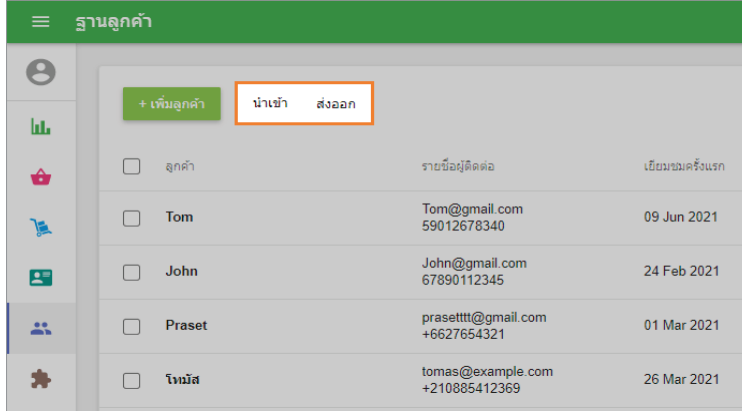 ฐานลูกค้า
+ เพิ่มลูกค้า นำเข้า ส่งออก
ลูกค้า รายชื่อผู้ติดต่อ เยี่ยมชมครั้งแรก
Tom Tom@gmail.com 59012678340 09 Jun 2021
John John@gmail.com 67890112345 24 Feb 2021
Praset prasetttt@gmail.com +6627654321 01 Mar 2021
โทมัส tomas@example.com +210885412369 26 Mar 2021